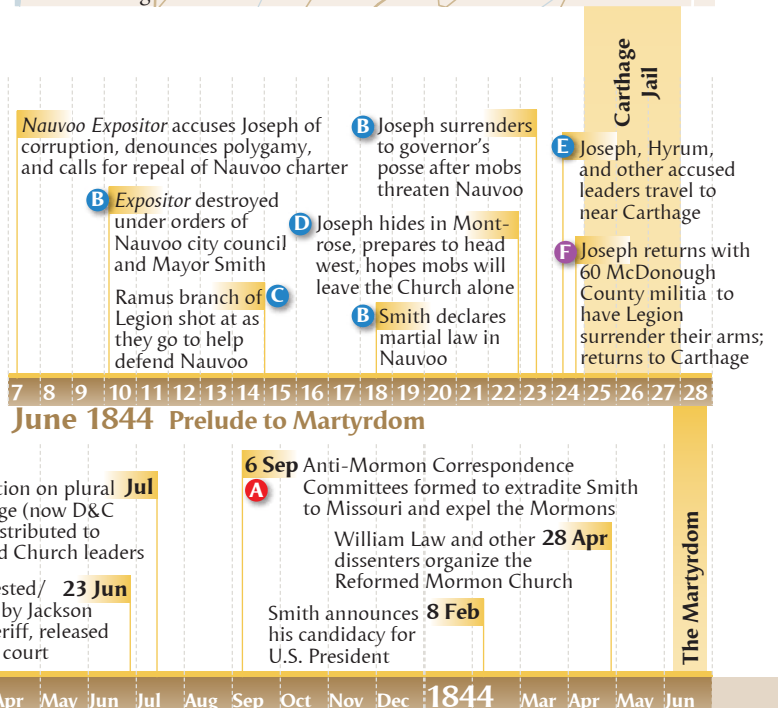 Carthage
Jail
Nauvoo Expositor accuses Joseph of
corruption, denounces polygamy,
and calls for repeal of Nauvoo charter
B Expositor destroyed
under orders of
Nauvoo city council
and Mayor Smith
Ramus branch of C
Legion shot at as
they go to help
defend Nauvoo
B Joseph surrenders
to governor's
posse after mobs
threaten Nauvoo
D Joseph hides in Mont-
rose, prepares to head
west, hopes mobs will
leave the Church alone
B Smith declares
martial law in
Nauvoo
E Joseph, Hyrum,
and other accused
leaders travel to
near Carthage
F Joseph returns with
60 McDonough
County militia to
have Legion
surrender their arms;
returns to Carthage
7 8 9 10 11 12 13 14 15 16 17 18 19 20 21 22 23 24 25 26 27 28
June 1844 Prelude to Martyrdom
tion on plural Jul
ge (now D&C
stributed to
d Church leaders
ested/ 23 Jun
by Jackson
eriff, released
court
6 Sep Anti-Mormon Correspondence
A Committees formed to extradite Smith
to Missouri and expel the Mormons
William Law and other 28 Apr
dissenters organize the
Reformed Mormon Church
Smith announces 8 Feb
his candidacy for
U.S. President
The Martyrdom
Apr May Jun Jul Aug Sep Oct Nov Dec 1844 Mar Apr May Jun